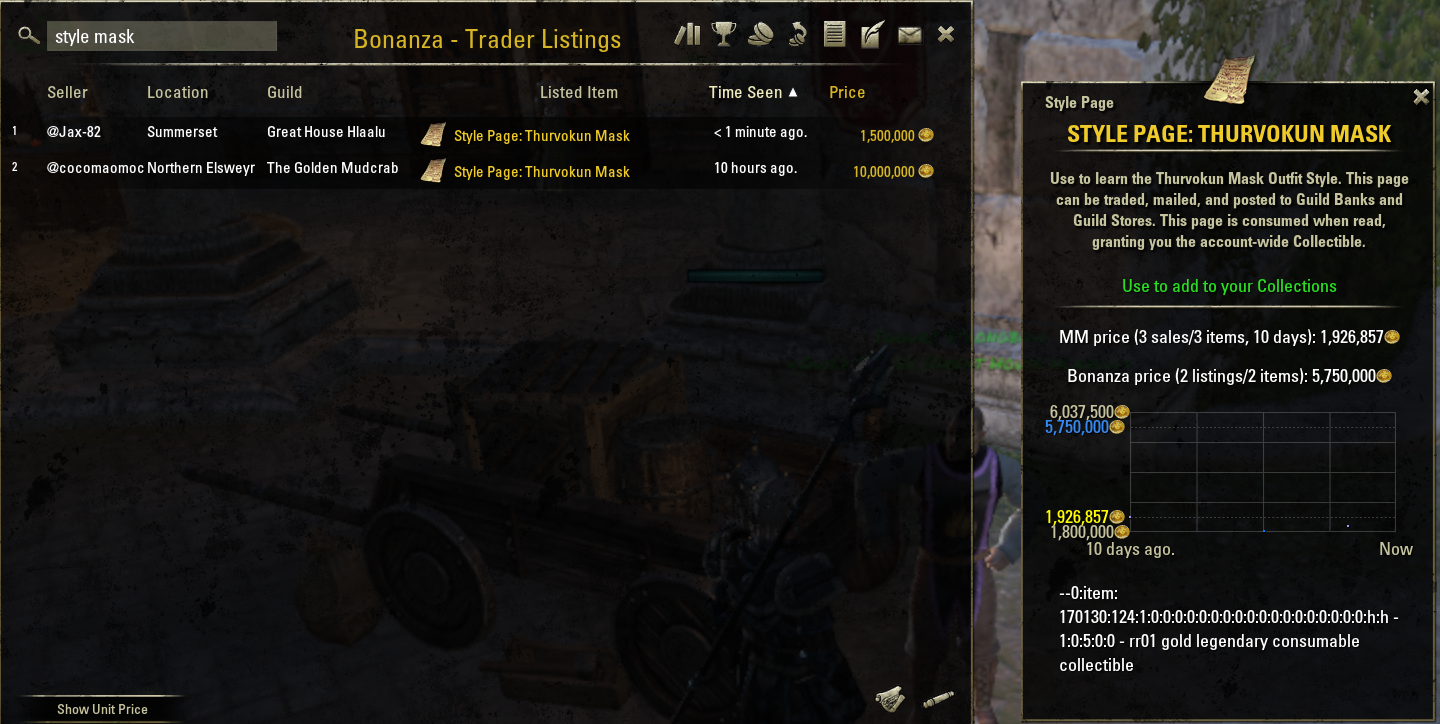 style mask
Bonanza - Trader Listings
Seller Location Guild Listed Item Time Seen Price
1 @Jax-82 Summerset Great House Hlaalu Style Page: Thurvokun Mask < 1 minute ago. 1,500,000
2 @cocomaomoc Northern Elsweyr The Golden Mudcrab Style Page: Thurvokun Mask 10 hours ago. 10,000,000
Show Unit Price
Style Page
STYLE PAGE: THURVOKUN MASK
Use to learn the Thurvokun Mask Outfit Style. This page
can be traded, mailed, and posted to Guild Banks and
Guild Stores. This page is consumed when read,
granting you the account-wide Collectible.
Use to add to your Collections
MM price (3 sales/3 items, 10 days): 1,926,857
Bonanza price (2 listings/2 items): 5,750,000
6,037,500
5,750,000
1,926,857
1,800,000
10 days ago. Now
--0:item:
170130:124:1:0:0:0:0:0:0:0:0:0:0:0:0:0:0:0:0:0:0:h:h -
1:0:5:0:0 - rr01 gold legendary consumable
collectible